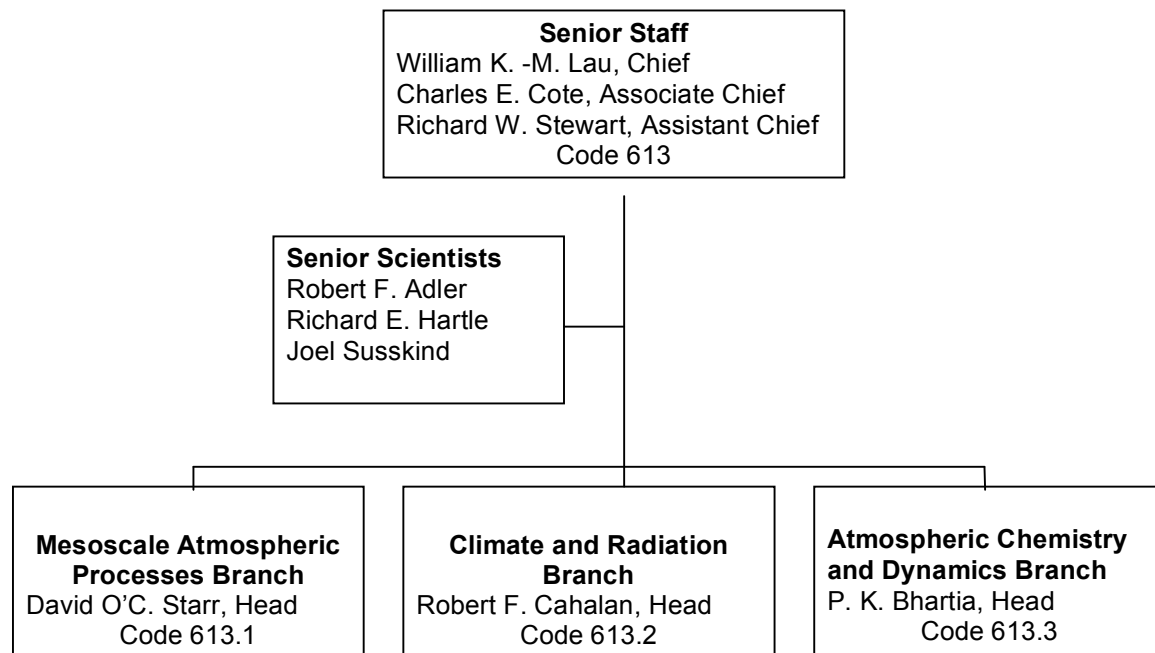 Senior Staff
William K. -M. Lau, Chief
Charles E. Cote, Associate Chief
Richard W. Stewart, Assistant Chief
Code 613
Senior Scientists
Robert F. Adler
Richard E. Hartle
Joel Susskind
Mesoscale Atmospheric
Processes Branch
David O'C. Starr, Head
Code 613.1
Climate and Radiation
Branch
Robert F. Cahalan, Head
Code 613.2
Atmospheric Chemistry
and Dynamics Branch
P. K. Bhartia, Head
Code 613.3